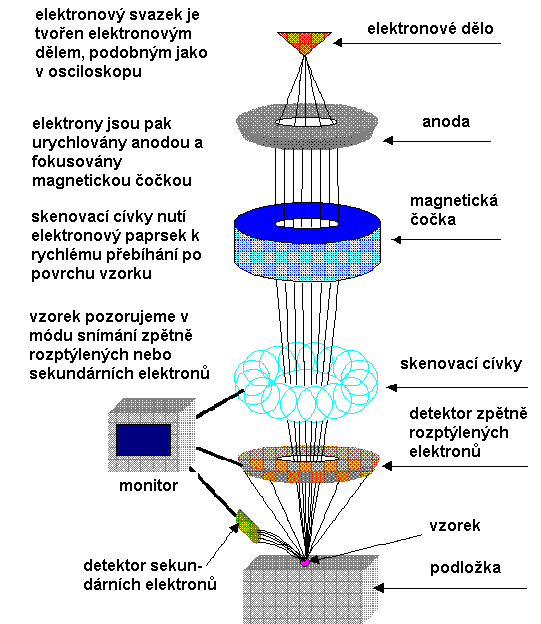 elektronový svazek je
tvořen elektronovým
dělem, podobným jako
v osciloskopu
elektronové dělo
elektrony jsou pak
urychlovány anodou a
fokusovány
magnetickou čočkou
anoda
skenovací cívky nutí
elektronový paprsek k
rychlému přebíhání po
povrchu vzorku
magnetická
čočka
vzorek pozorujeme v
módu snímání zpětně
rozptýlených nebo
sekundárních elektronů
skenovací cívky
detektor zpětně
rozptýlených
elektronů
monitor
vzorek
detektor sekun-
dárních elektronů
podložka